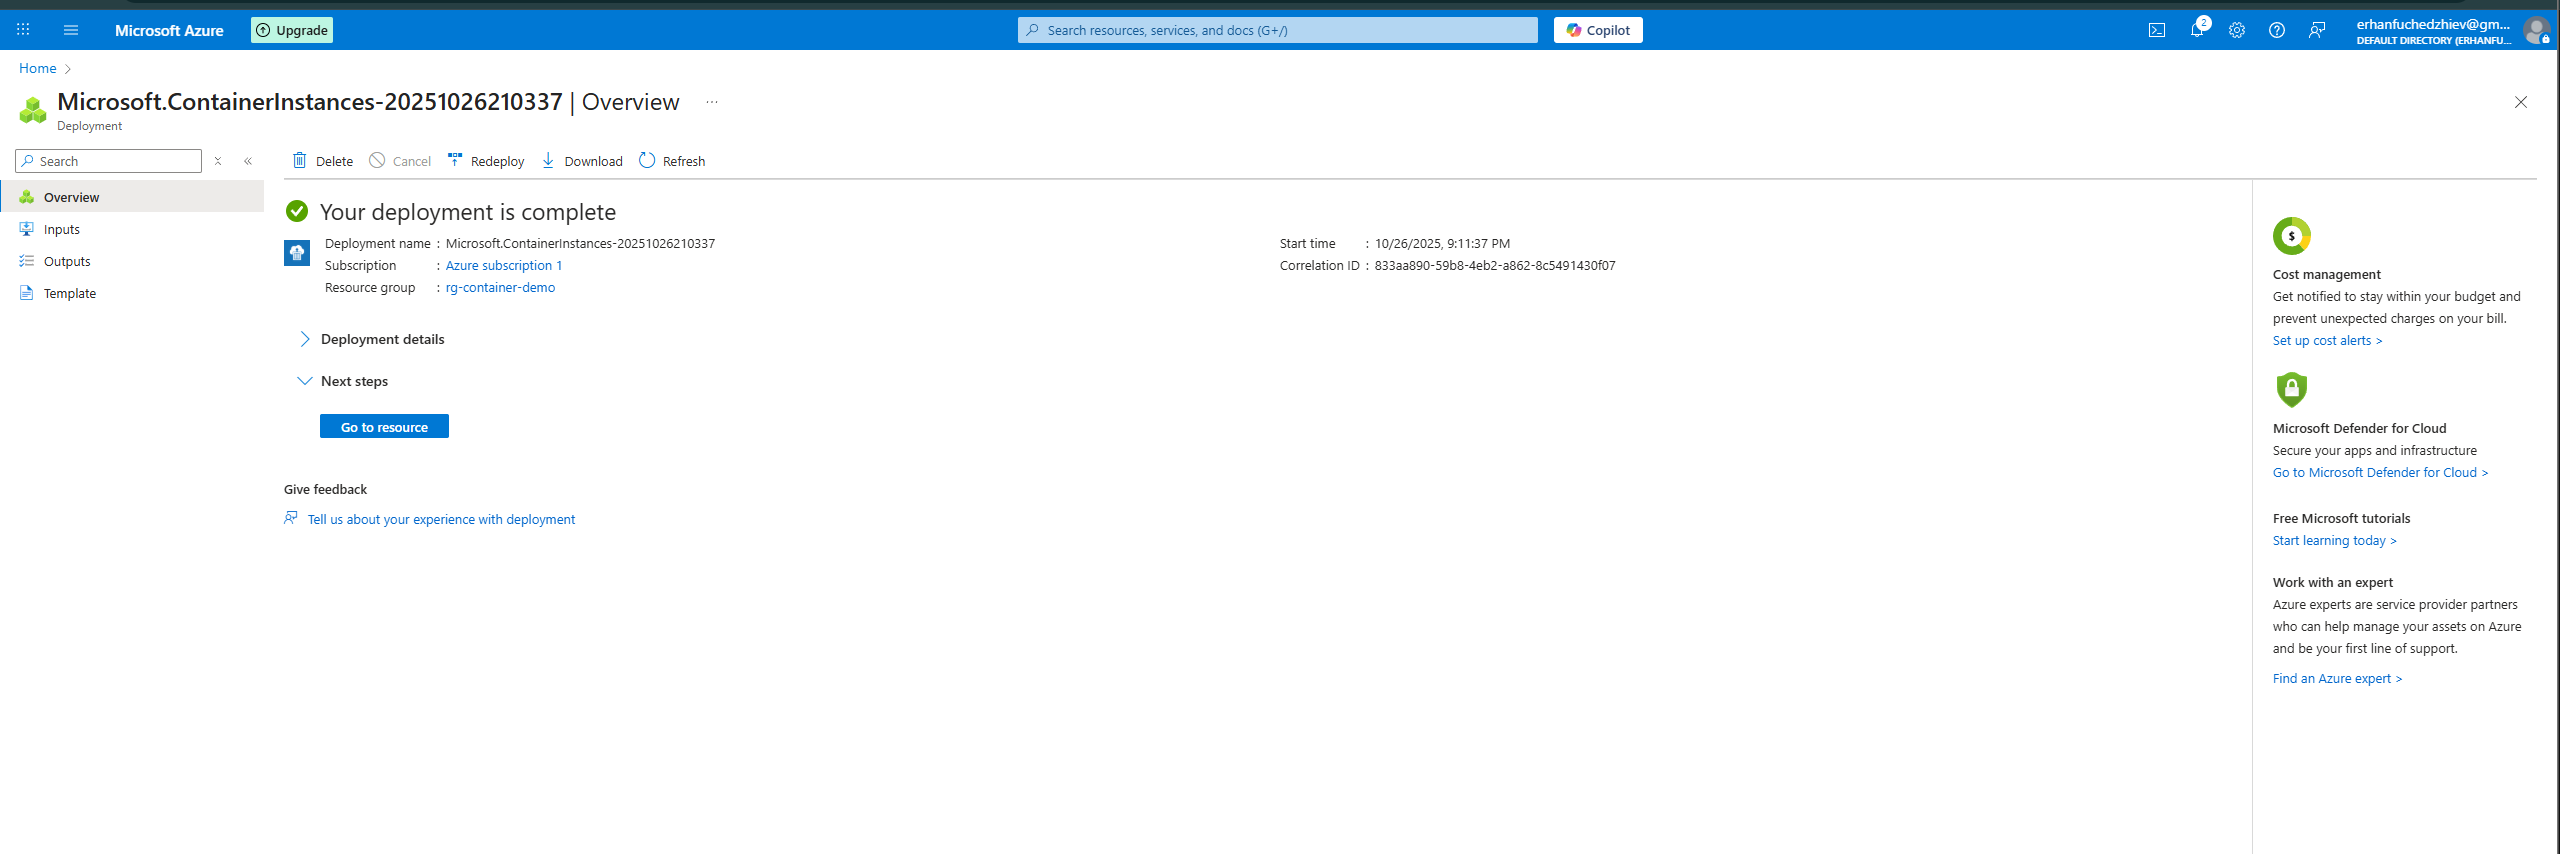 Microsoft Azure
Upgrade
Search resources, services, and docs (G+/)
Copilot
2
erhanfuchedzhiev@gm...
DEFAULT DIRECTORY (ERHANFU...
Home
Microsoft.ContainerInstances-20251026210337 | Overview
...
Deployment
Search
Delete
Cancel
Redeploy
Download
Refresh
Overview
Inputs
Outputs
Template
Your deployment is complete
Deployment name : Microsoft.ContainerInstances-20251026210337
Subscription : Azure subscription 1
Resource group : rg-container-demo
Start time : 10/26/2025, 9:11:37 PM
Correlation ID : 833aa890-59b8-4eb2-a862-8c5491430f07
Deployment details
Next steps
Go to resource
Give feedback
Tell us about your experience with deployment
Cost management
Get notified to stay within your budget and
prevent unexpected charges on your bill.
Set up cost alerts >
Microsoft Defender for Cloud
Secure your apps and infrastructure
Go to Microsoft Defender for Cloud >
Free Microsoft tutorials
Start learning today >
Work with an expert
Azure experts are service provider partners
who can help manage your assets on Azure
and be your first line of support.
Find an Azure expert >